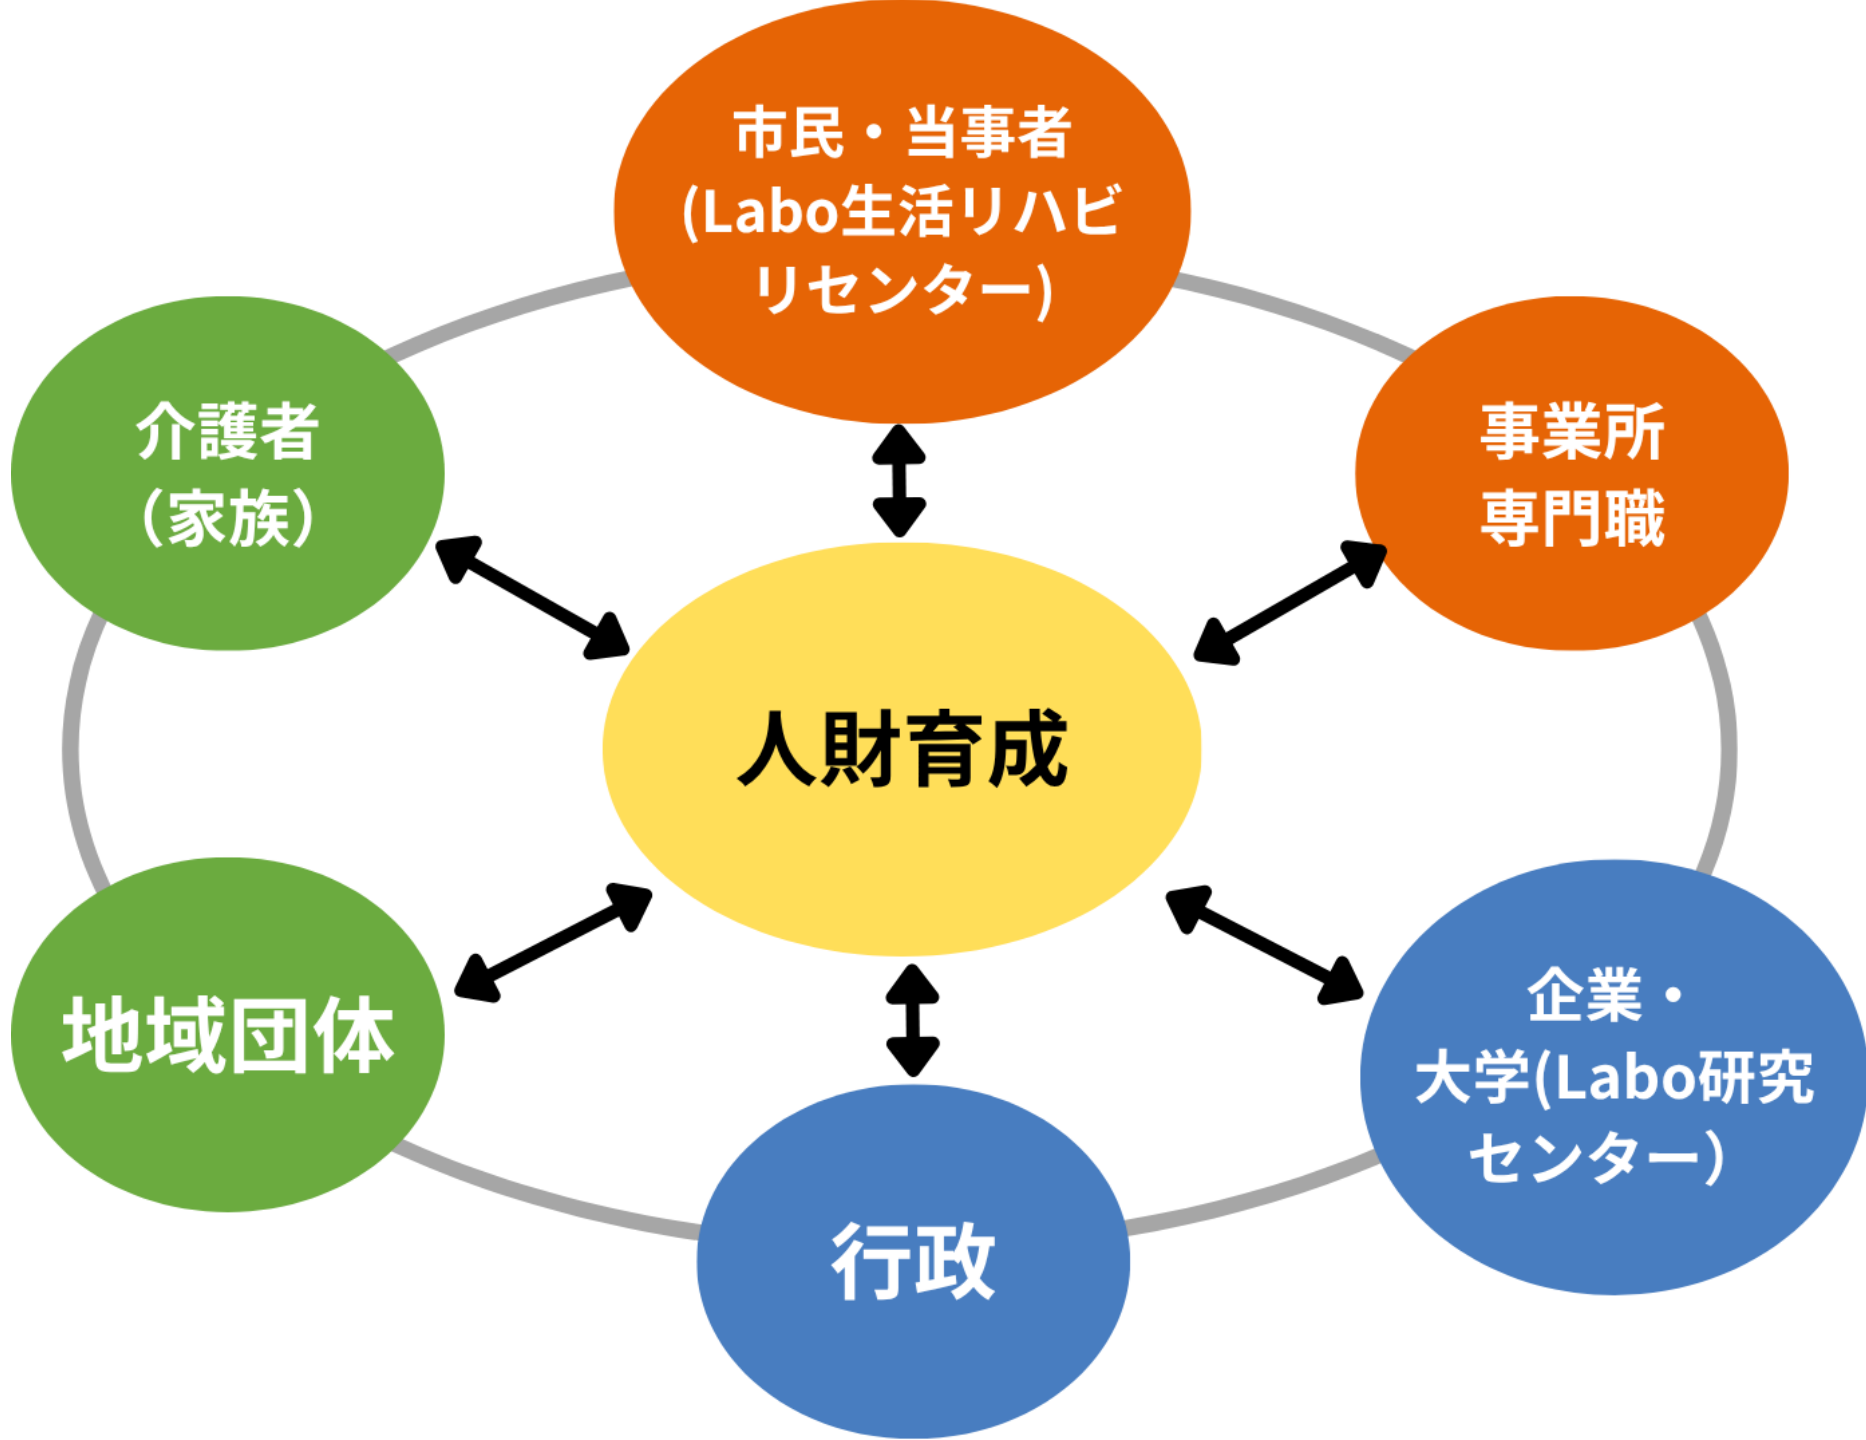 市民・当事者
(Labo生活リハビ
リセンター)
介護者
（家族）
事業所
専門職
人財育成
地域団体
企業・
大学(Labo研究
センター）
行政